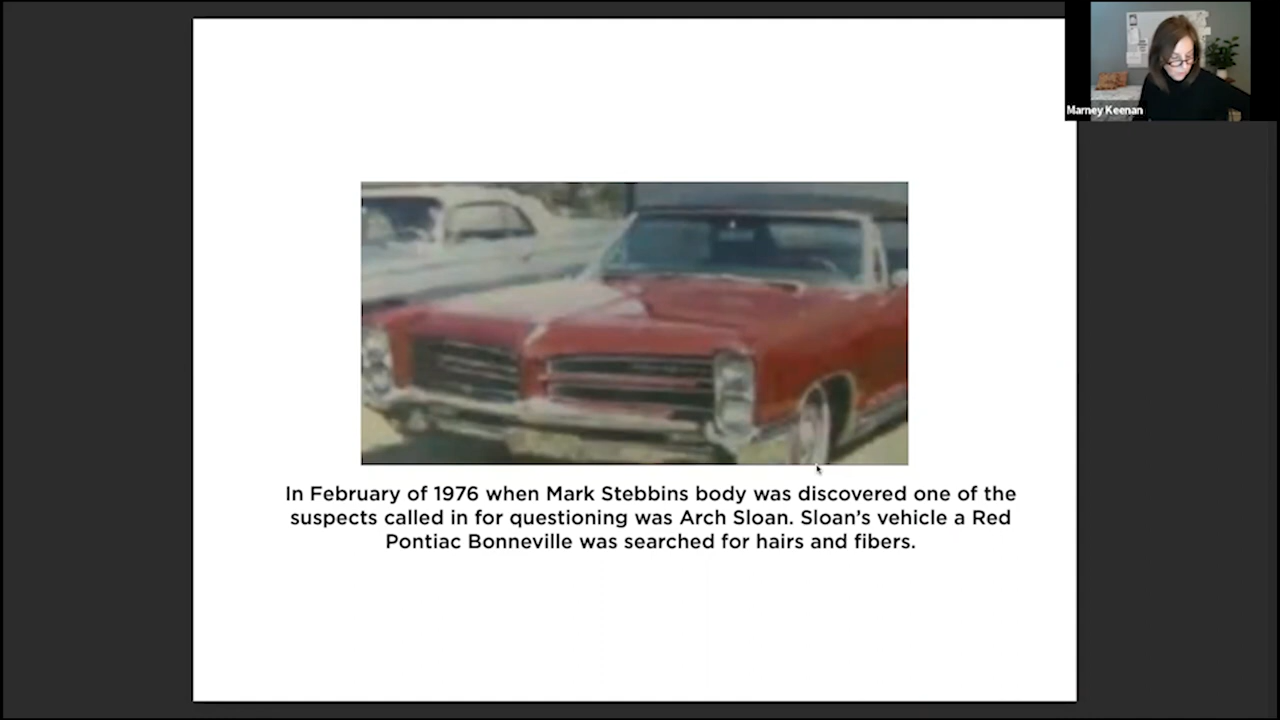 Marney Keenan
In February of 1976 when Mark Stebbins body was discovered one of the
suspects called in for questioning was Arch Sloan. Sloan's vehicle a Red
Pontiac Bonneville was searched for hairs and fibers.